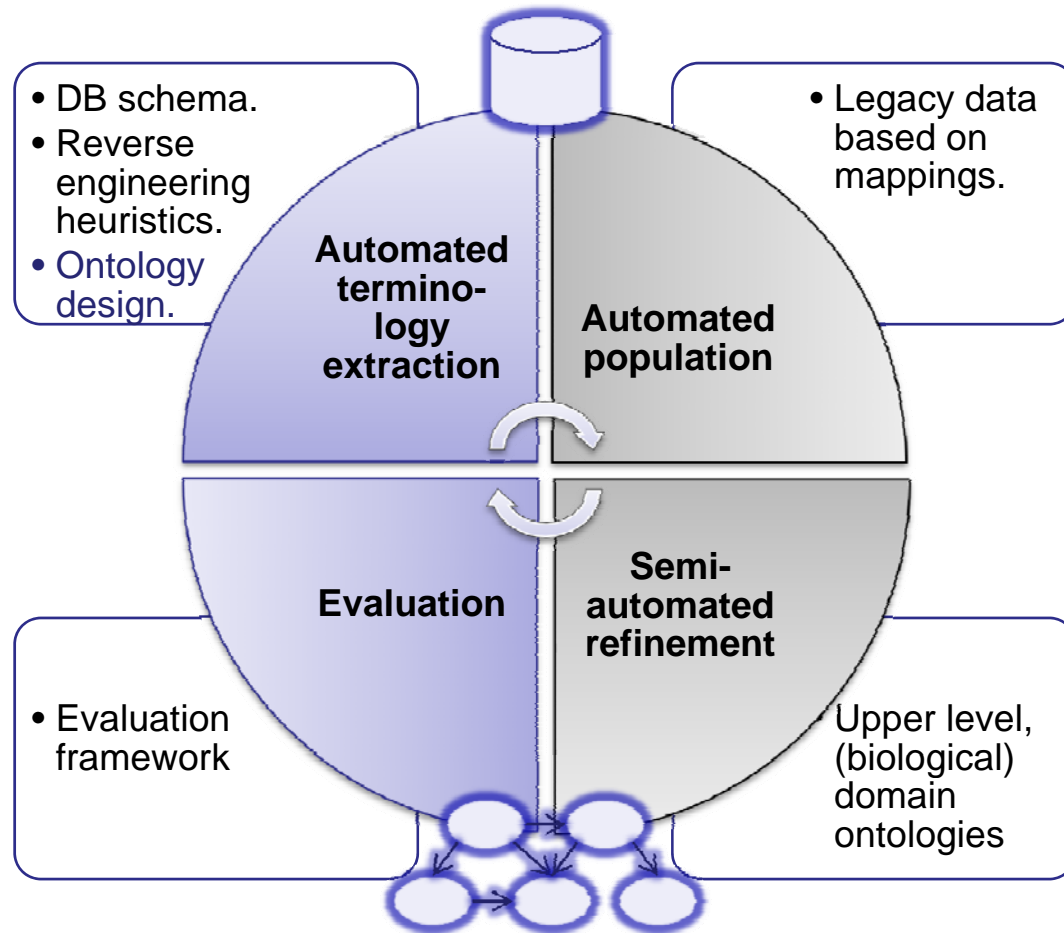 • DB schema.
• Reverse
engineering
heuristics.
• Ontology
design.
• Legacy data
based on
mappings.
Automated
termino-
logy
extraction
Automated
population
Evaluation
Semi-
automated
refinement
• Evaluation
framework
Upper level,
(biological)
domain
ontologies